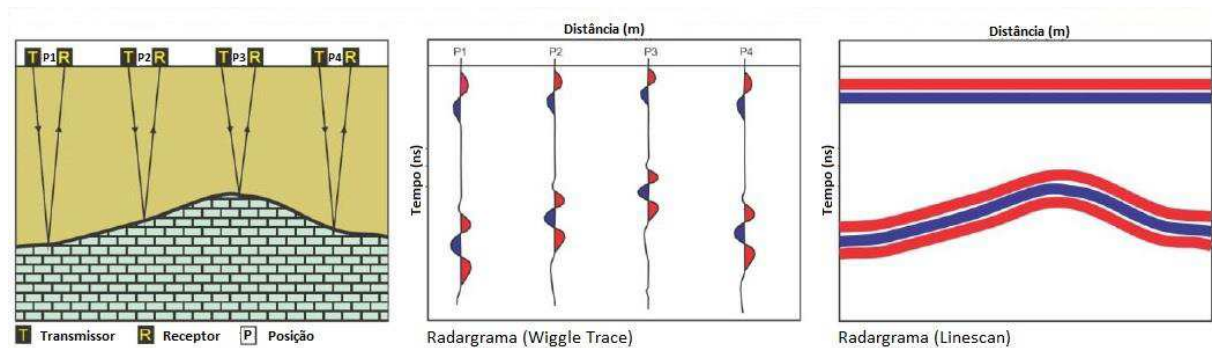 T P1 R T P2 R T P3 R T P4 R
T Transmissor R Receptor P Posição
Distância (m)
P1 P2 P3 P4
Tempo (ns)
Radargrama (Wiggle Trace)
Distância (m)
Tempo (ns)
Radargrama (Linescan)